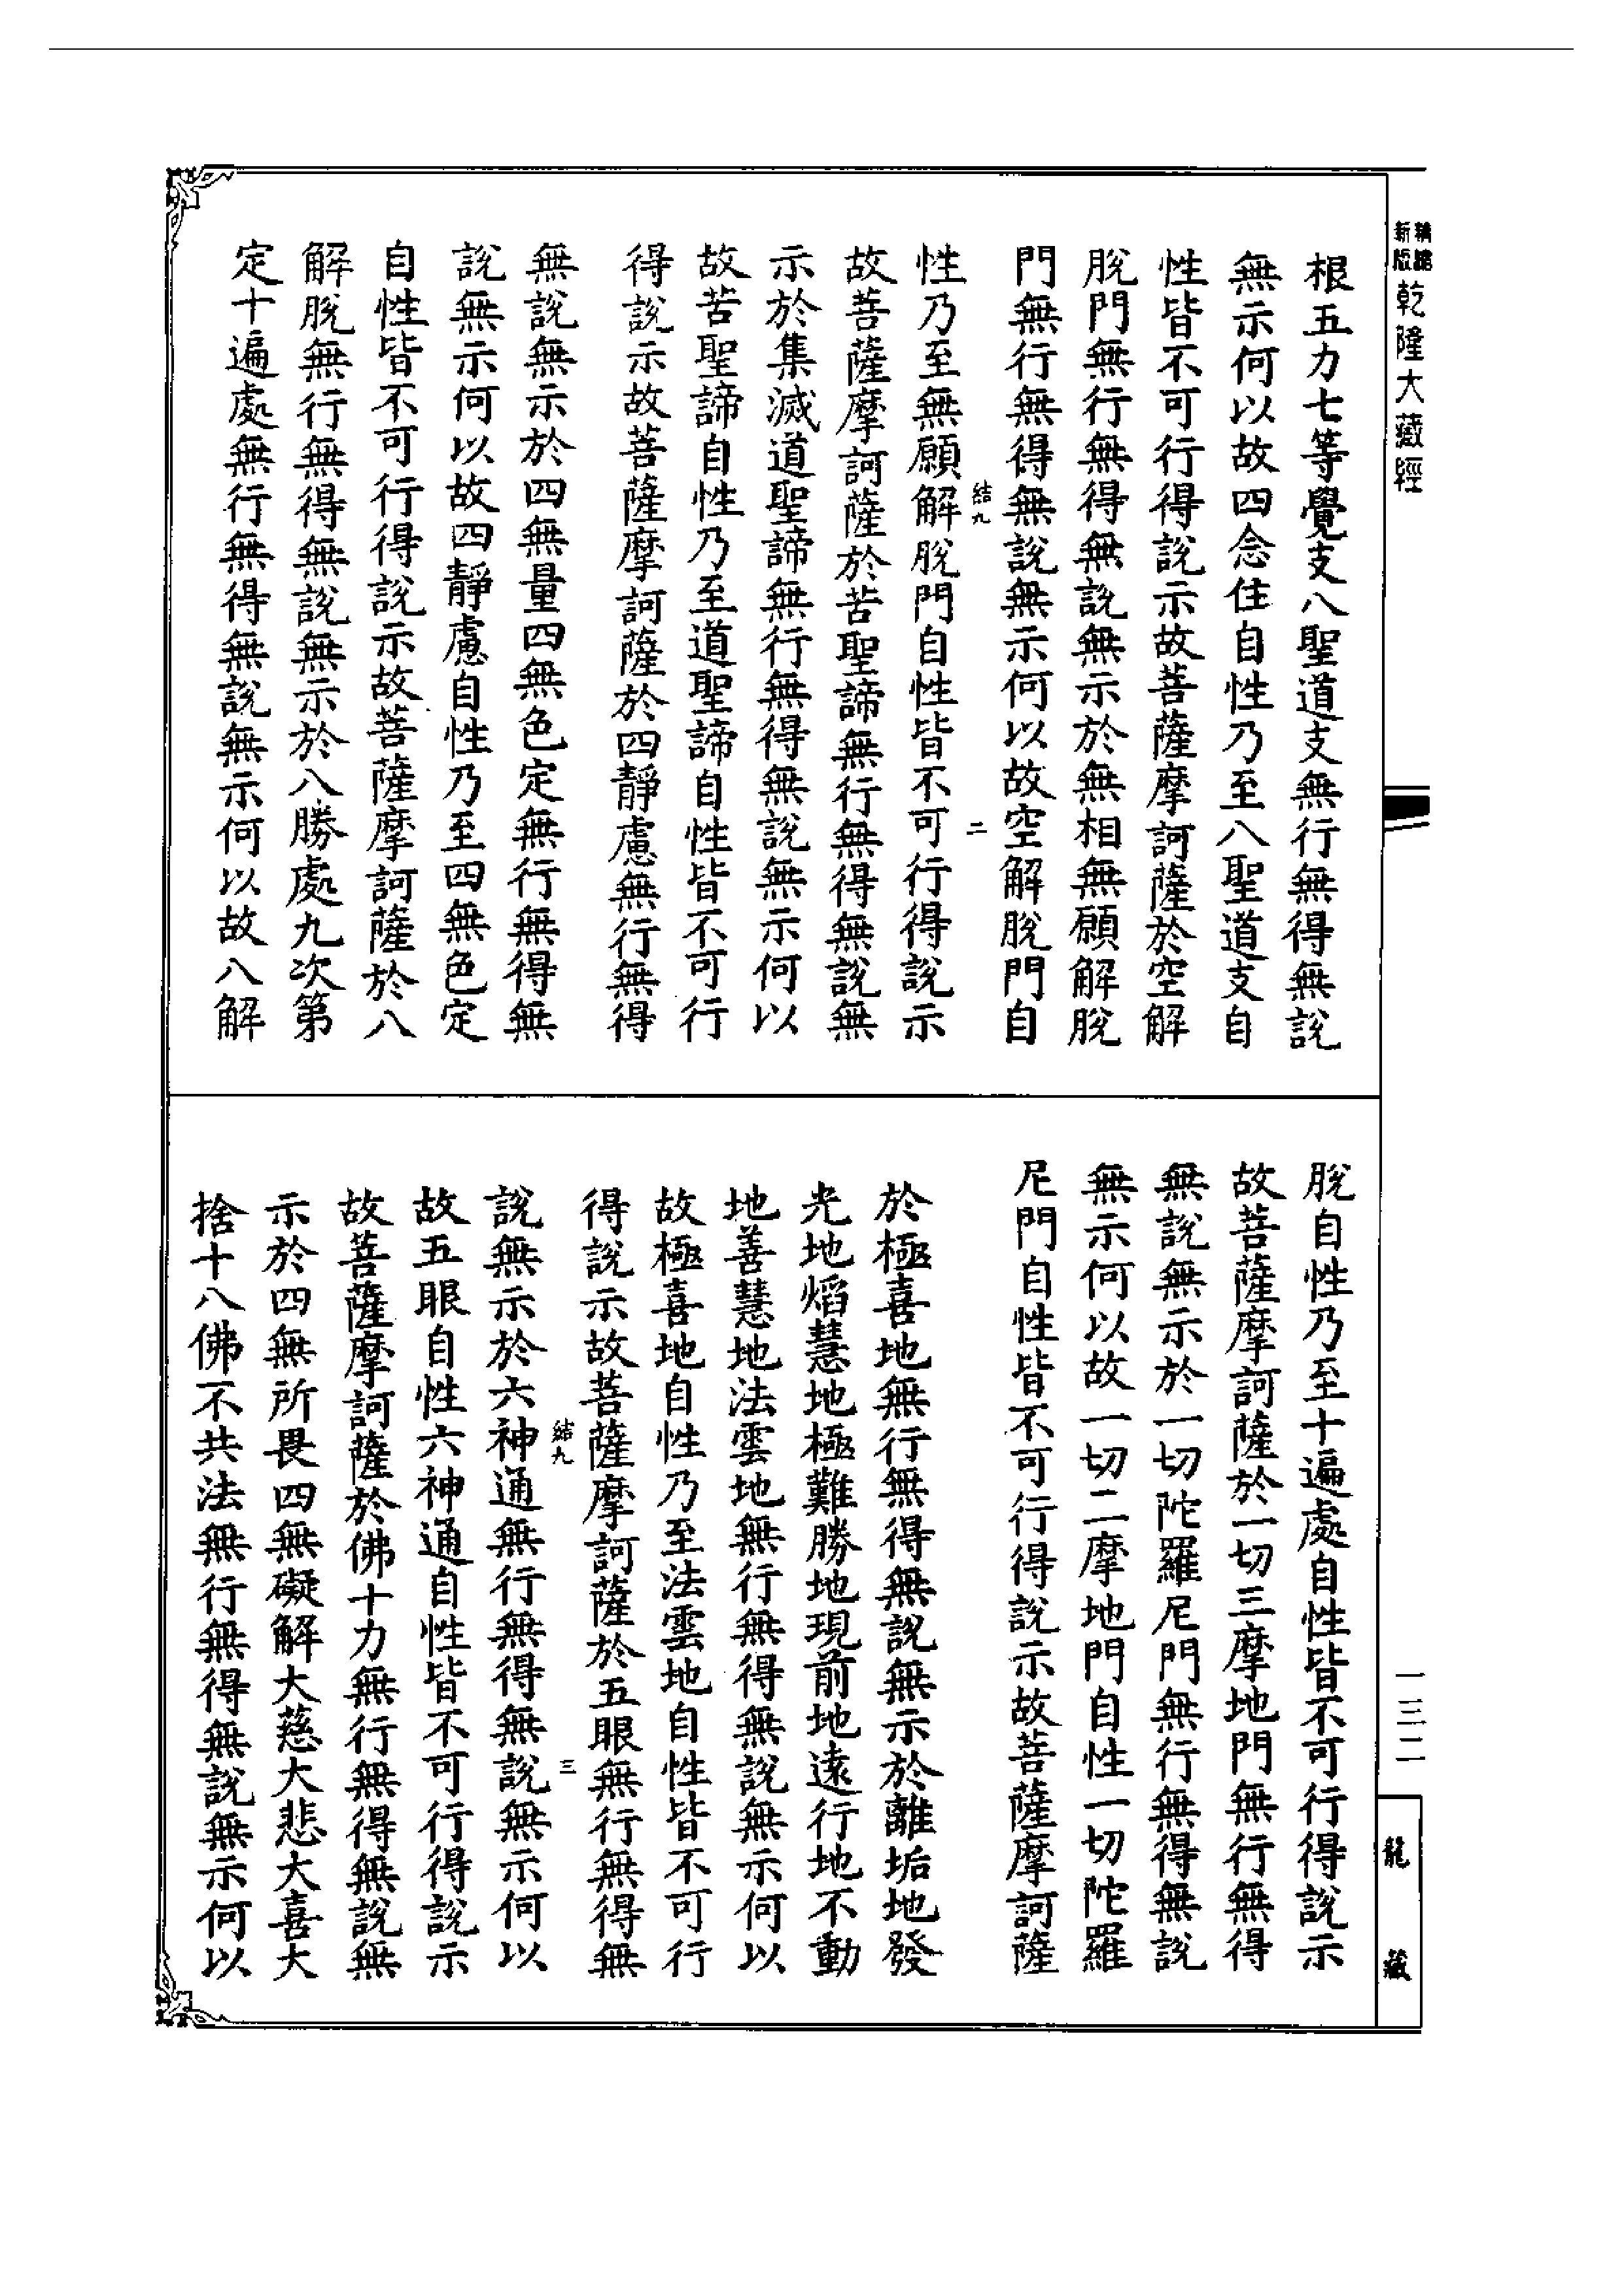 新版
乾隆大藏經
根五力七等覺支八聖道支無行無得無說
無示何以故四念住自性乃至八聖道支自
性皆不可行得說示故菩薩摩訶薩於空解
脫門無行無得無說無示於無相無願解脫
門無行無得無說無示何以故空解脫門自
結九
二
性乃至無願解脫門自性皆不可行得說示
故菩薩摩訶薩於苦聖諦無行無得無說無
示於集滅道聖諦無行無得無說無示何以
故苦聖諦自性乃至道聖諦自性皆不可行
得說示故菩薩摩訶薩於四靜慮無行無得
無說無示於四無量四無色定無行無得無
說無示何以故四靜慮自性乃至四無色定
自性皆不可行得說示故菩薩摩訶薩於八
解脫無行無得無說無示於八勝處九次第
定十遍處無行無得無說無示何以故八解
脫自性乃至十遍處自性皆不可行得說示
故菩薩摩訶薩於一切三摩地門無行無得
無說無示於一切陀羅尼門無行無得無說
無示何以故一切二摩地門自性一切陀羅
尼門自性皆不可行得說示故菩薩摩訶薩
於極喜地無行無得無說無示於離垢地發
光地焰慧地極難勝地現前地遠行地不動
地善慧地法雲地無行無得無說無示何以
故極喜地自性乃至法雲地自性皆不可行
得說示故菩薩摩訶薩於五眼無行無得無
結九
三
說無示於六神通無行無得無說無示何以
故五眼自性六神通自性皆不可行得說示
故菩薩摩訶薩於佛十力無行無得無說無
示於四無所畏四無礙解大慈大悲大喜大
捨十八佛不共法無行無得無說無示何以
一三二
龍藏